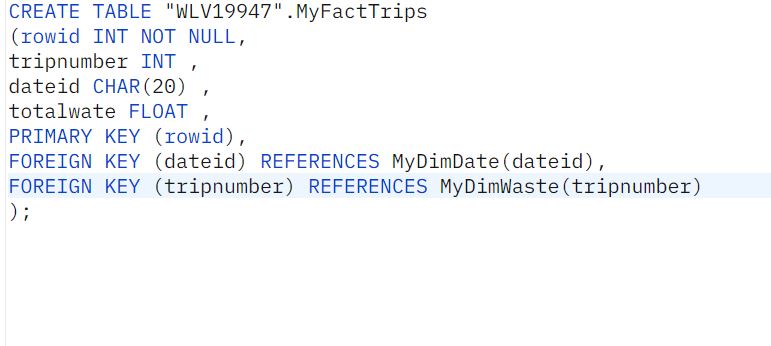 CREATE TABLE "WLV19947".MyFactTrips
(rowid INT NOT NULL,
tripnumber INT ,
dateid CHAR(20) ,
totalwate FLOAT ,
PRIMARY KEY (rowid),
FOREIGN KEY (dateid) REFERENCES MyDimDate(dateid),
FOREIGN KEY (tripnumber) REFERENCES MyDimWaste(tripnumber)
);